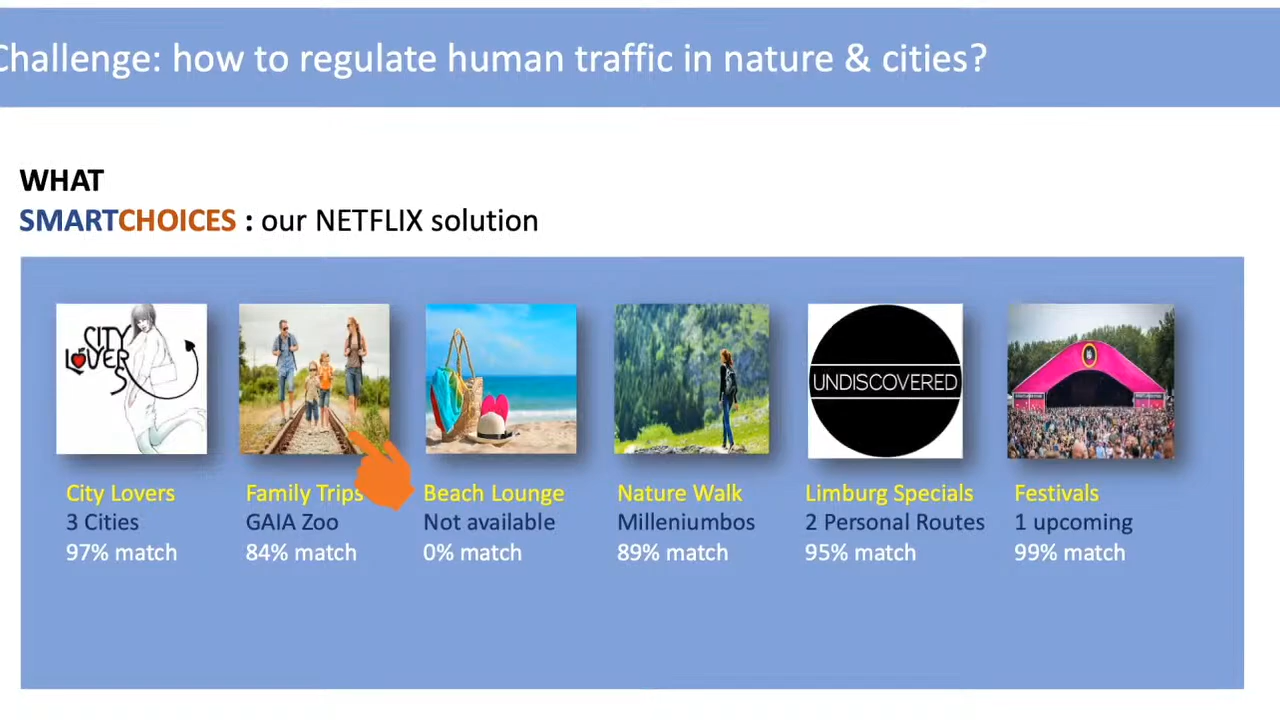 Challenge: how to regulate human traffic in nature & cities?
WHAT
SMARTCHOICES : our NETFLIX solution
CITY
LOVER
S
UNDISCOVERED
City Lovers
3 Cities
97% match
Family Trips
GAIA Zoo
84% match
Beach Lounge
Not available
0% match
Nature Walk
Milleniumbos
89% match
Limburg Specials
2 Personal Routes
95% match
Festivals
1 upcoming
99% match